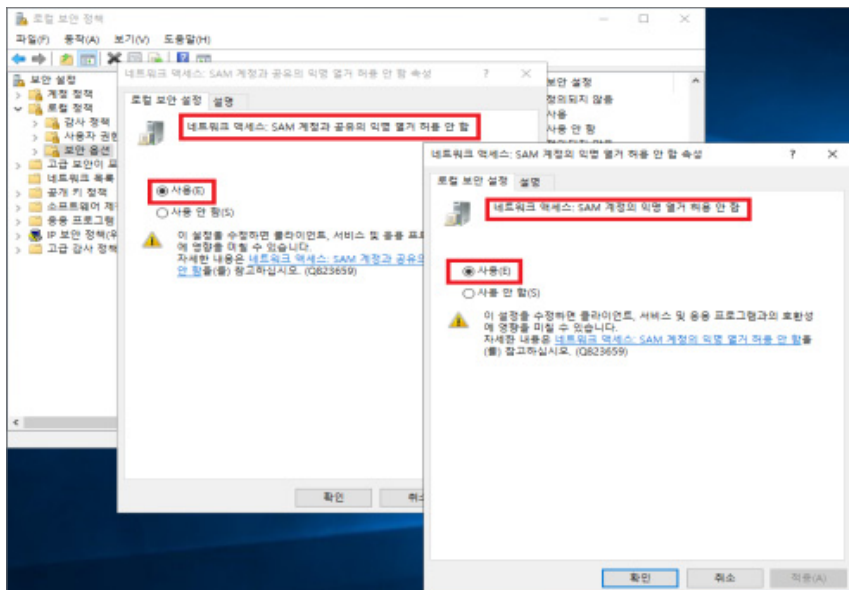 로컬 보안 정책
파일(F) 동작(A) 보기(V) 도움말(H)
보안 설정
계정 정책
로컬 정책
감사 정책
사용자 권한
보안 옵션
고급 보안이 포
네트워크 목록
공개 키 정책
소프트웨어 제
응용 프로그램
IP 보안 정책(위
고급 감사 정책
보안 설정
정의되지 않음
사용
사용 안 함
네트워크 액세스: SAM 계정과 공유의 익명 열거 허용 안 함 속성
로컬 보안 설정 설명
네트워크 액세스: SAM 계정과 공유의 익명 열거 허용 안 함
사용(E)
사용 안 함(S)
이 설정을 수정하면 클라이언트, 서비스 및 응용 프로
에 영향을 미칠 수 있습니다.
자세한 내용은 네트워크 액세스: SAM 계정과 공유의
안 함을(를) 참고하십시오. (Q823659)
확인 취소
네트워크 액세스: SAM 계정의 익명 열거 허용 안 함 속성
로컬 보안 설정 설명
네트워크 액세스: SAM 계정의 익명 열거 허용 안 함
사용(E)
사용 안 함(S)
이 설정을 수정하면 클라이언트, 서비스 및 응용 프로그램과의 호환성
에 영향을 미칠 수 있습니다.
자세한 내용은 네트워크 액세스: SAM 계정의 익명 열거 허용 안 함을
(를) 참고하십시오. (Q823659)
확인 취소 적용(A)